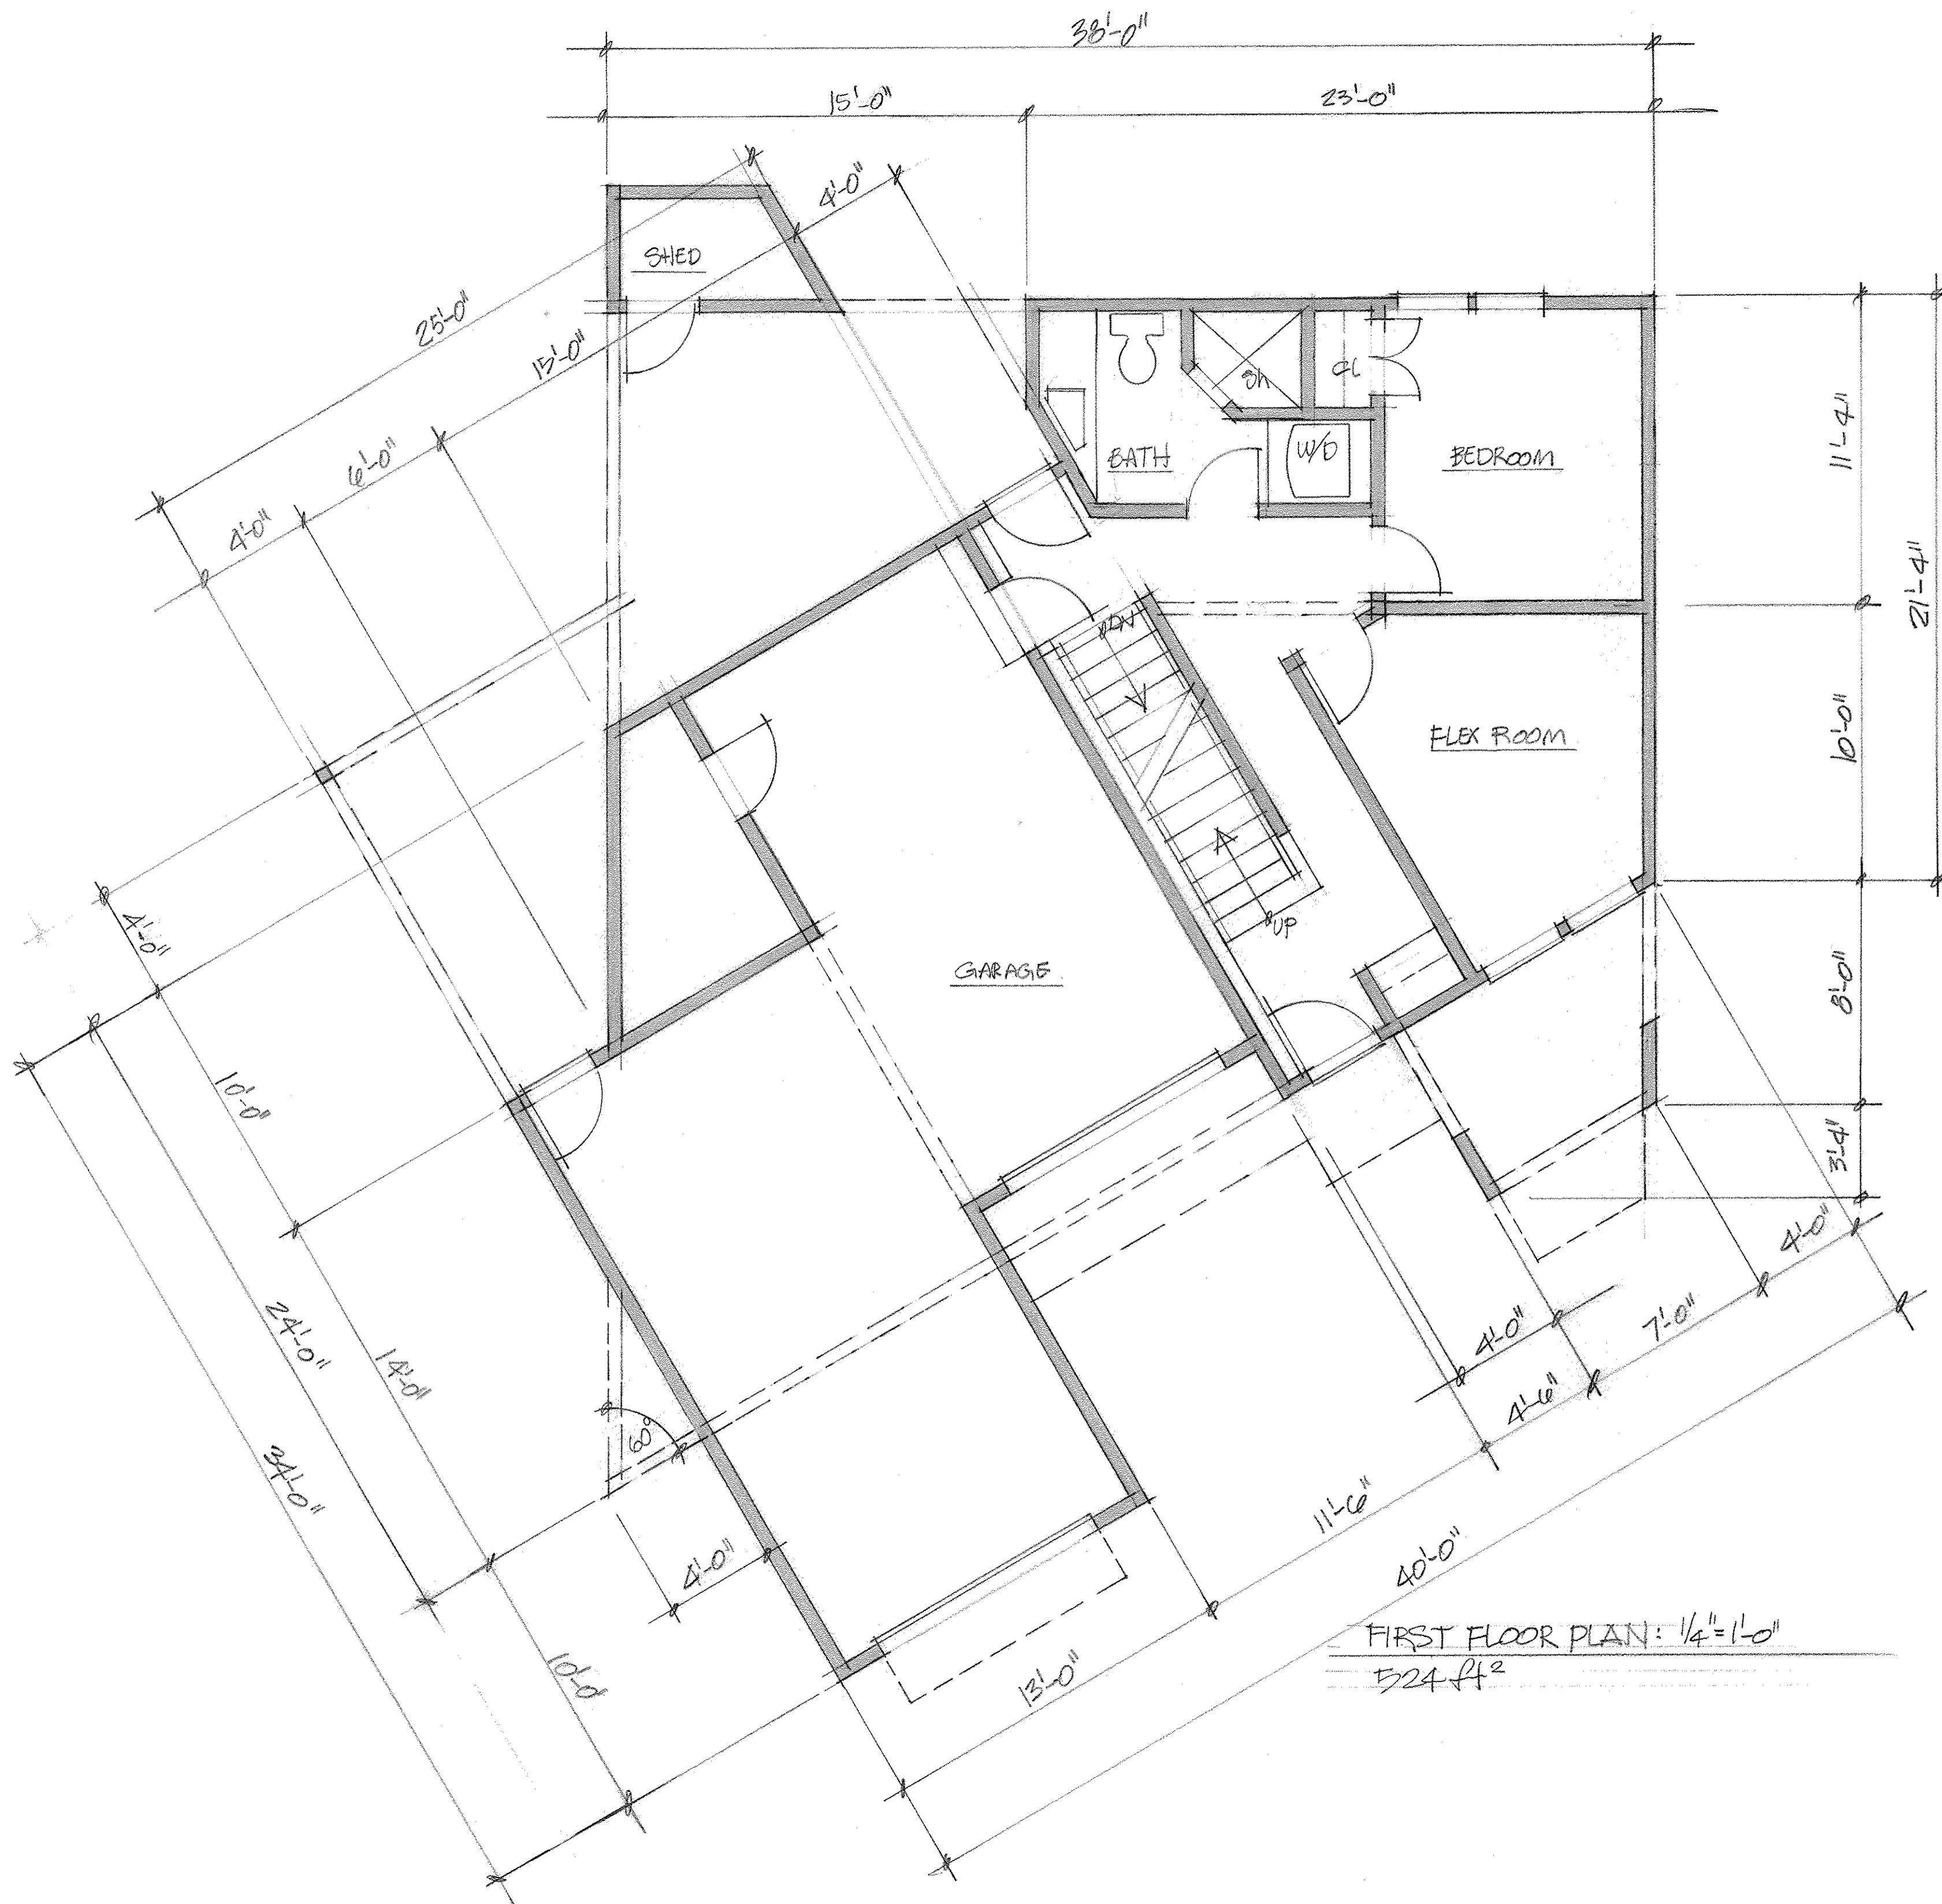 38'-0"
15'-0"
23'-0"
4'-0"
25'-0"
15'-0"
6'-0"
4'-0"
SHED
Sh
CL
BATH
W/D
BEDROOM
11'-4"
21'-4"
DN
FLEX ROOM
10'-0"
UP
GARAGE
4'-0"
8'-0"
10'-0"
3'-4"
24'-0"
14'-0"
34'-0"
60°
4'-0"
4'-0"
7'-0"
4'-0"
4'-6"
11'-6"
40'-0"
10'-0
13'-0"
FIRST FLOOR PLAN: 1/4"=1'-0"
524 ft²